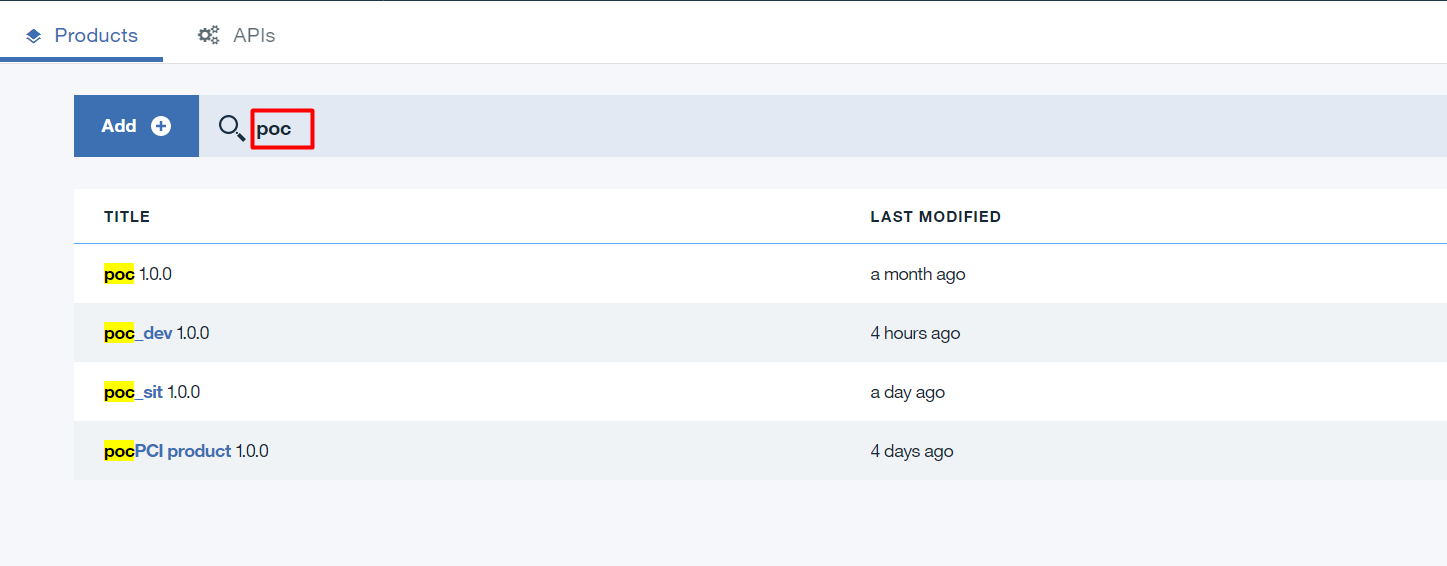 Products APIs
Add poc
TITLE LAST MODIFIED
poc 1.0.0 a month ago
poc_dev 1.0.0 4 hours ago
poc_sit 1.0.0 a day ago
pocPCI product 1.0.0 4 days ago